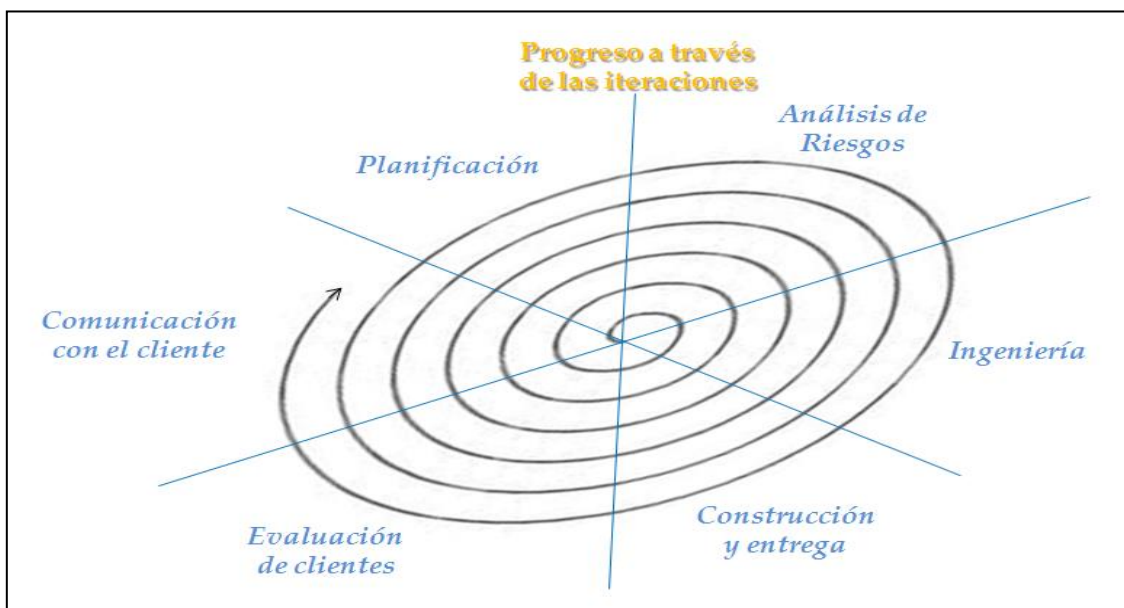 Progreso a través
de las iteraciones
Análisis de
Riesgos
Planificación
Comunicación
con el cliente
Ingeniería
Construcción
y entrega
Evaluación
de clientes